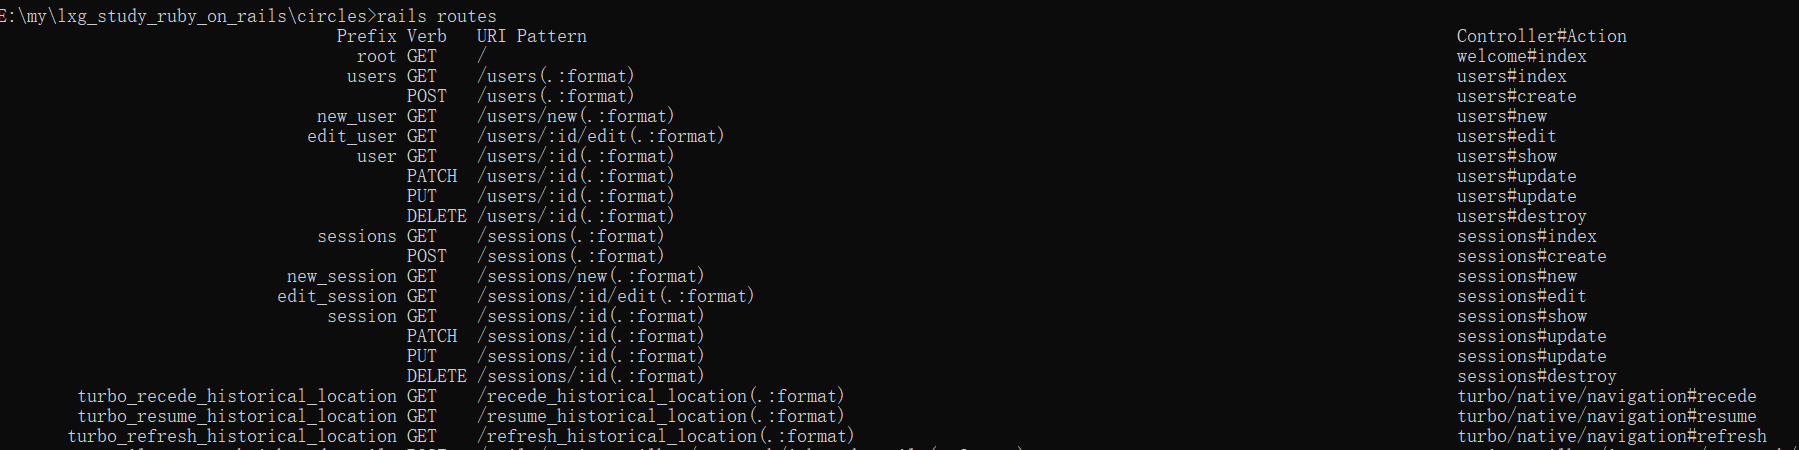 E:\my\lxg_study_ruby_on_rails\circles>rails routes
Prefix Verb URI Pattern Controller#Action
root GET / welcome#index
users GET /users(.:format) users#index
POST /users(.:format) users#create
new_user GET /users/new(.:format) users#new
edit_user GET /users/:id/edit(.:format) users#edit
user GET /users/:id(.:format) users#show
PATCH /users/:id(.:format) users#update
PUT /users/:id(.:format) users#update
DELETE /users/:id(.:format) users#destroy
sessions GET /sessions(.:format) sessions#index
POST /sessions(.:format) sessions#create
new_session GET /sessions/new(.:format) sessions#new
edit_session GET /sessions/:id/edit(.:format) sessions#edit
session GET /sessions/:id(.:format) sessions#show
PATCH /sessions/:id(.:format) sessions#update
PUT /sessions/:id(.:format) sessions#update
DELETE /sessions/:id(.:format) sessions#destroy
turbo_recede_historical_location GET /recede_historical_location(.:format) turbo/native/navigation#recede
turbo_resume_historical_location GET /resume_historical_location(.:format) turbo/native/navigation#resume
turbo_refresh_historical_location GET /refresh_historical_location(.:format) turbo/native/navigation#refresh